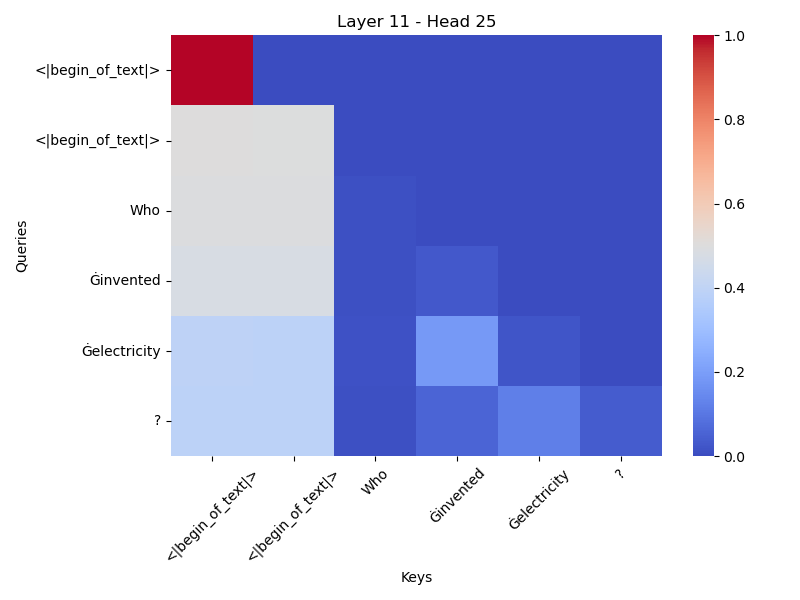 Layer 11 - Head 25
<|begin_of_text|>
<|begin_of_text|>
Who
Ġinvented
Ġelectricity
?
Queries
<|begin_of_text|>
<|begin_of_text|>
Who
Ġinvented
Ġelectricity
?
Keys
1.0
0.8
0.6
0.4
0.2
0.0